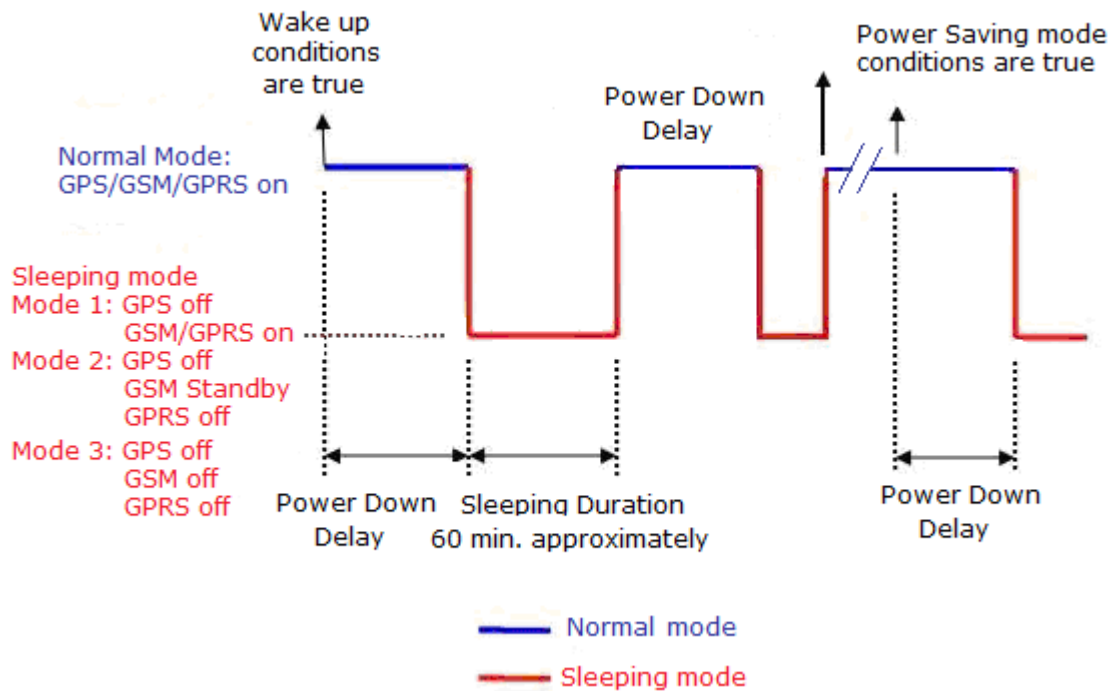 Wake up
conditions
are true
Power Saving mode
conditions are true
Power Down
Delay
Normal Mode:
GPS/GSM/GPRS on
Sleeping mode
Mode 1: GPS off
GSM/GPRS on
Mode 2: GPS off
GSM Standby
GPRS off
Mode 3: GPS off
GSM off
GPRS off
Power Down
Delay
Sleeping Duration
60 min. approximately
Power Down
Delay
Normal mode
Sleeping mode